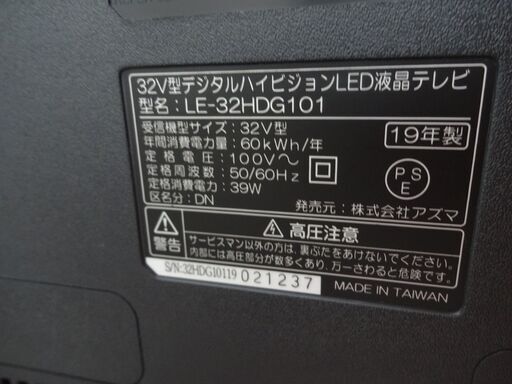 32V型デジタルハイビジョンLED液晶テレビ
型名：LE-32HDG101
受信機型サイズ：32V型
年間消費電力量：60kWh/年
定格電圧：100V～
定格周波数：50/60Hz
定格消費電力：39W
区名分：DN
19年製
PSE
発売元：株式会社アズマ
警告
高圧注意
サービスマン以外の方は、裏ぶたをあけないでください。
内部には高圧部分が数多くあり、万一さわると危険です。
S/N:32HDG10119 021237
MADE IN TAIWAN